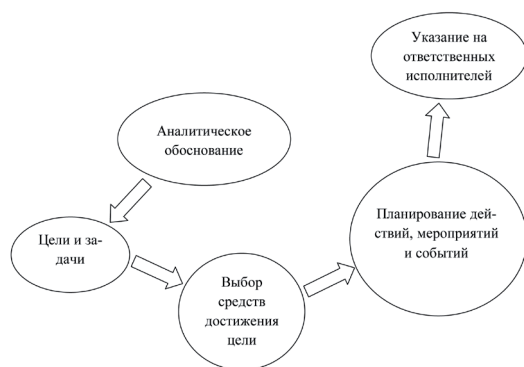 Указание на
ответственных
исполнителей
Аналитическое
обоснование
Цели и за-
дачи
Выбор
средств
достижения
цели
Планирование дей-
ствий, мероприятий
и событий